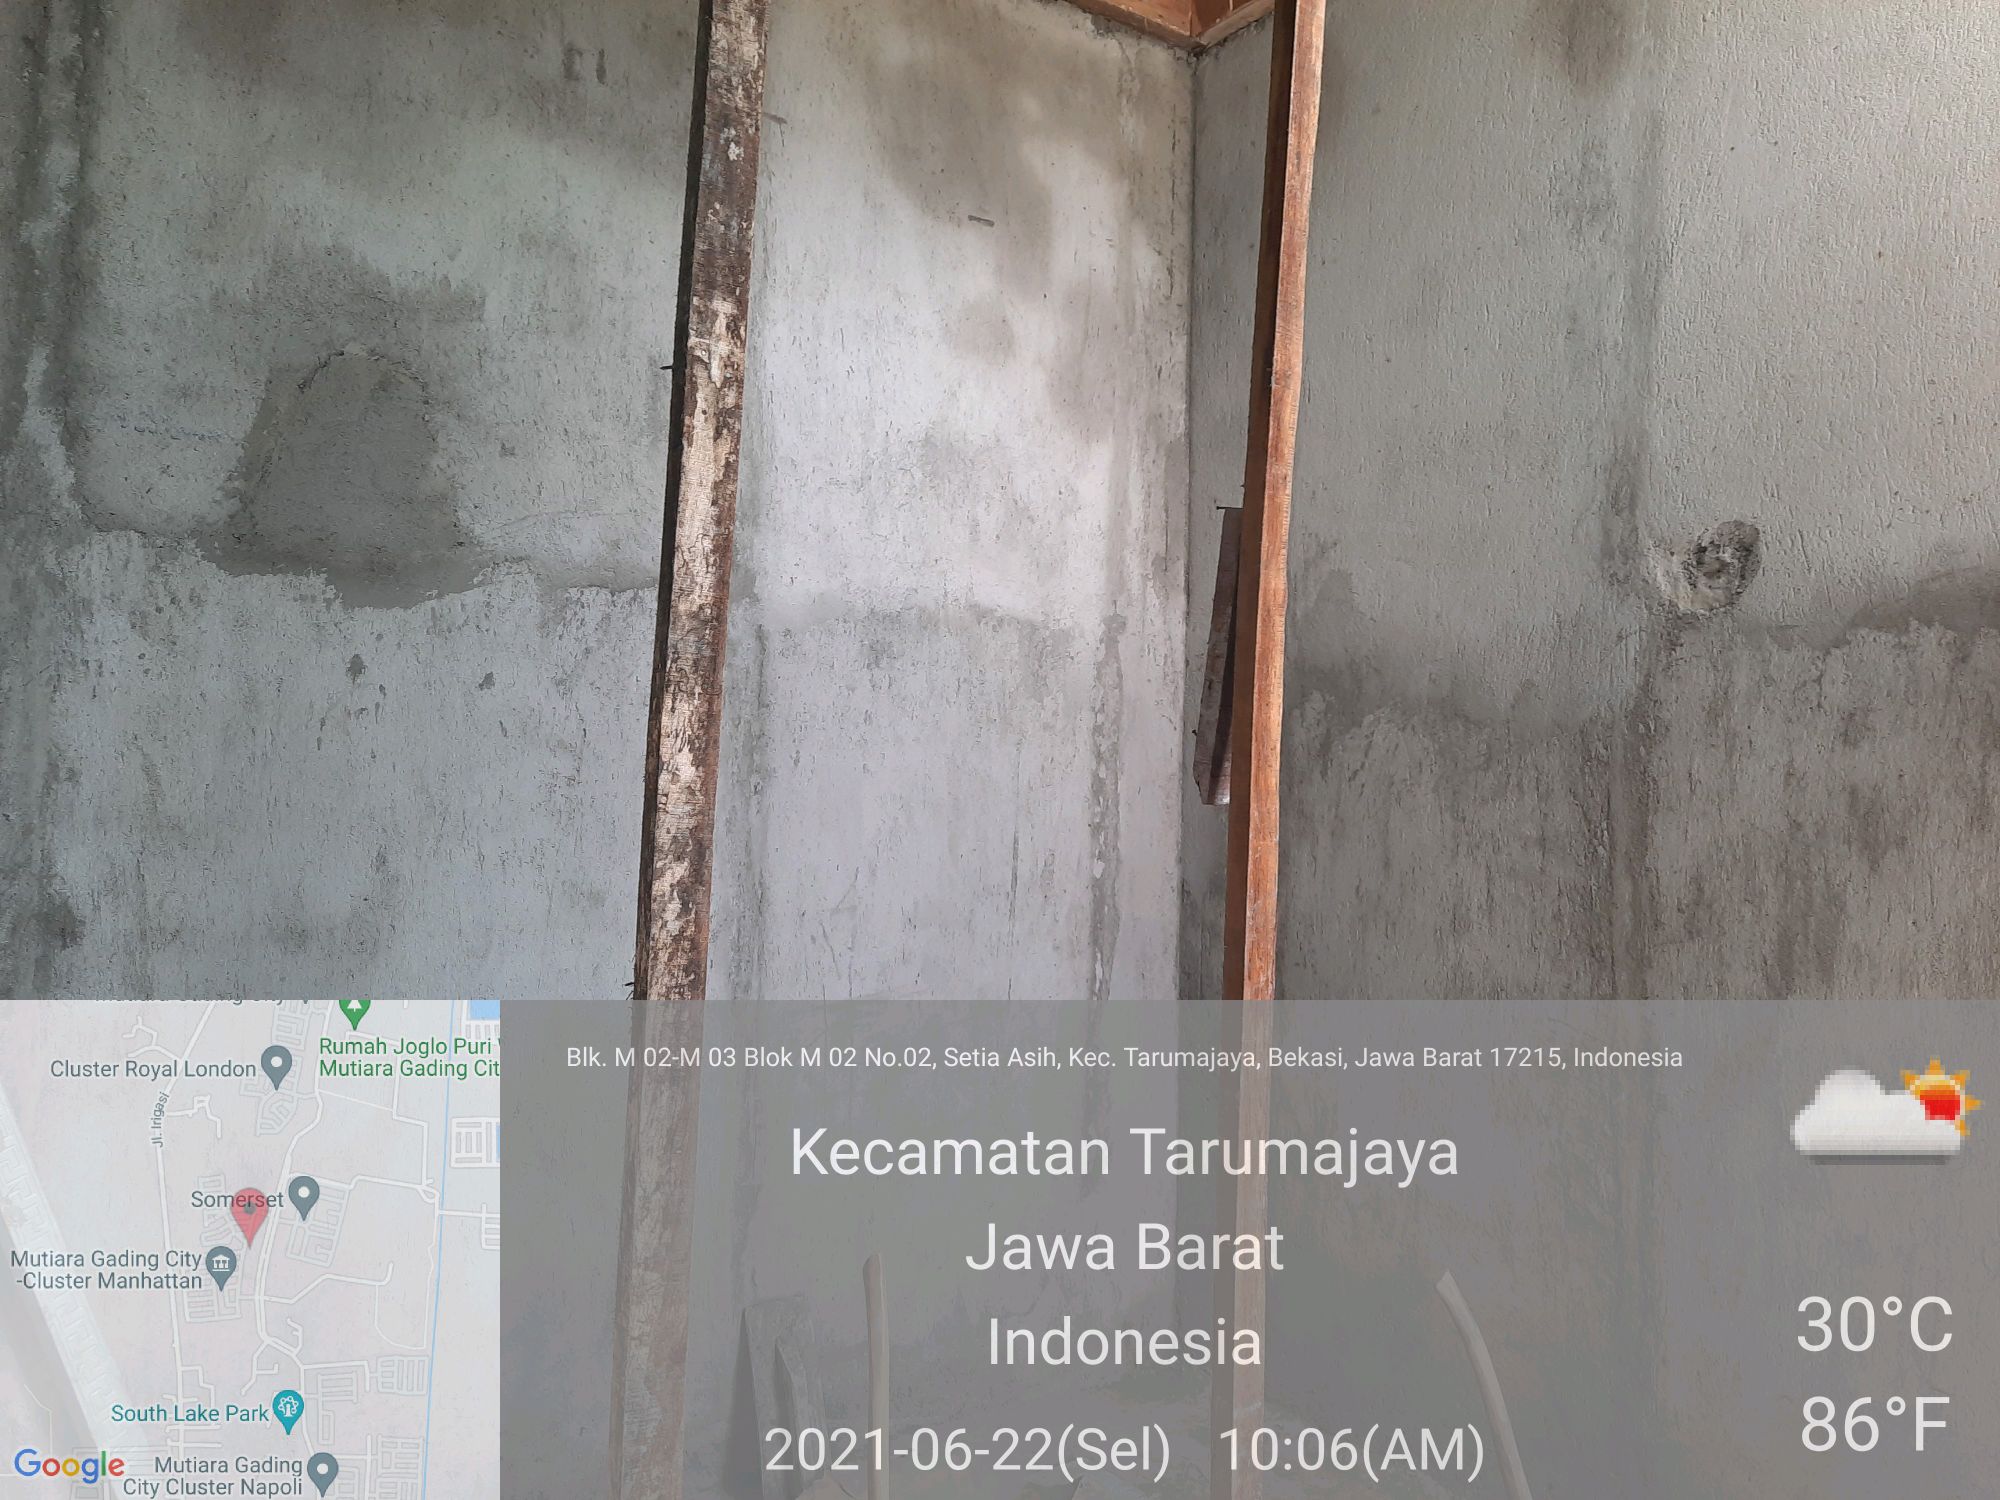 Rumah Joglo Puri
Mutiara Gading Cit
Cluster Royal London
Jl. Irigasi
Somerset
Mutiara Gading City
-Cluster Manhattan
South Lake Park
Google
Mutiara Gading
City Cluster Napoli
Blk. M 02-M 03 Blok M 02 No.02, Setia Asih, Kec. Tarumajaya, Bekasi, Jawa Barat 17215, Indonesia
Kecamatan Tarumajaya
Jawa Barat
Indonesia
2021-06-22(Sel) 10:06(AM)
30°C
86°F